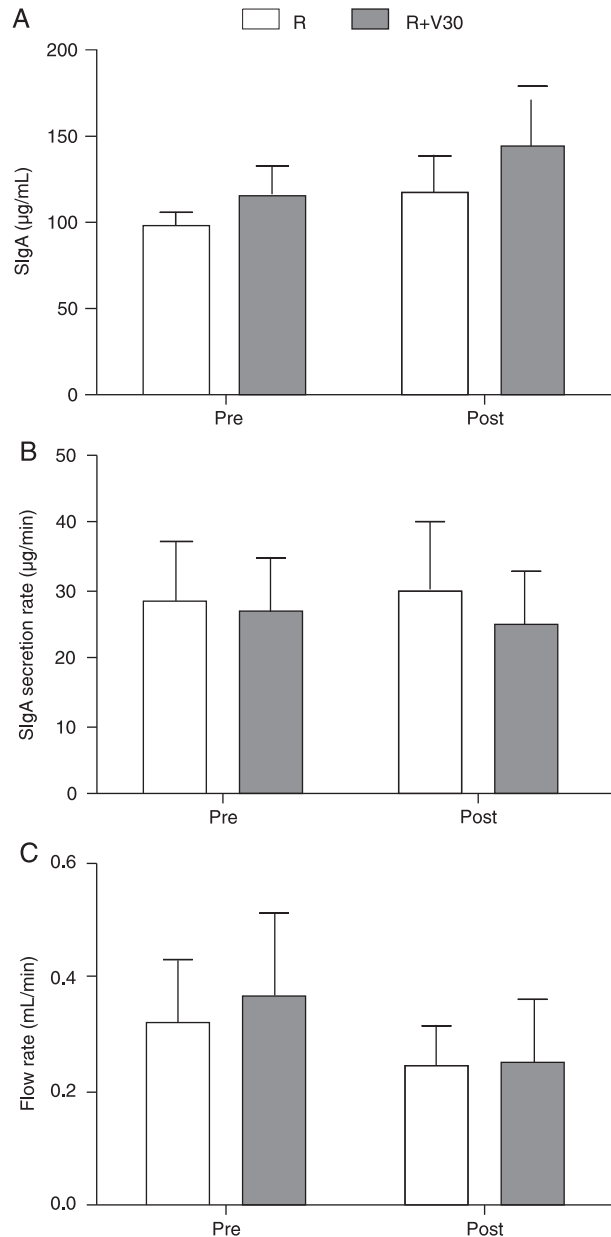 A
R
R+V30
SIgA (µg/mL)
200
150
100
50
0
Pre
Post
B
SIgA secretion rate (µg/min)
50
40
30
20
10
0
Pre
Post
C
Flow rate (mL/min)
0.6
0.4
0.2
0.0
Pre
Post